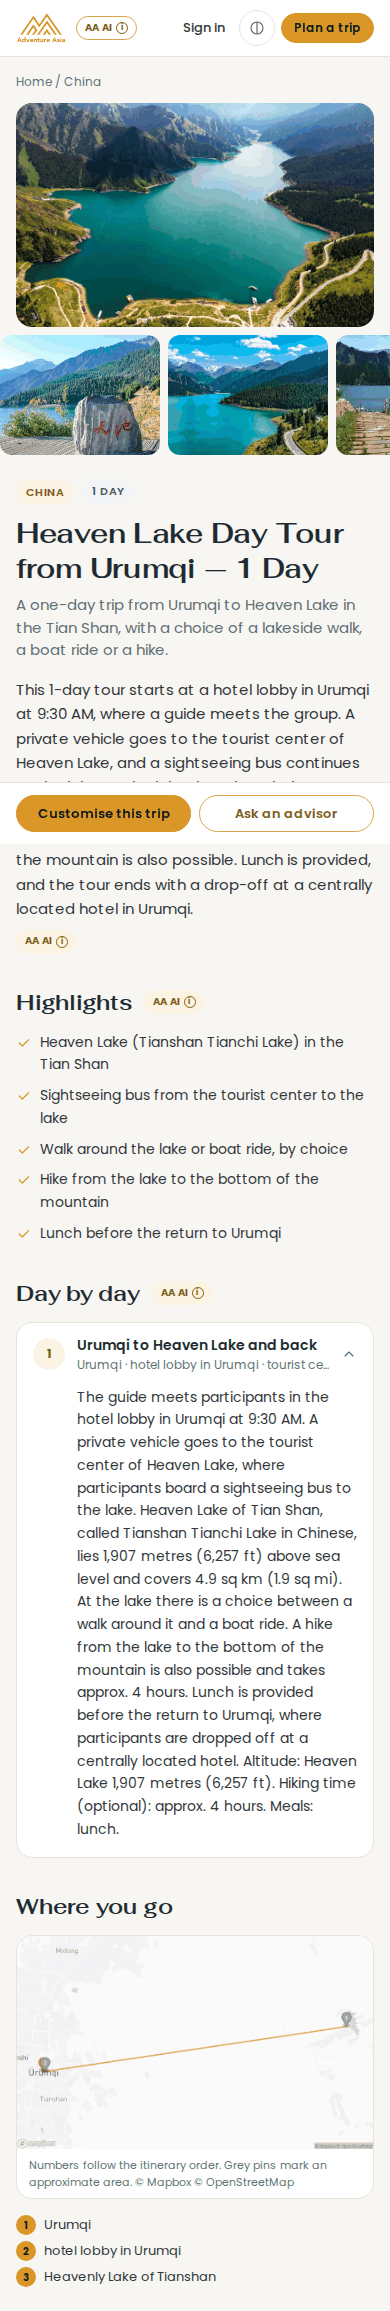 Adventure Asia
AA AI
Sign in
Plan a trip
Home / China
天池
CHINA
1 DAY
Heaven Lake Day Tour
from Urumqi – 1 Day
A one-day trip from Urumqi to Heaven Lake in
the Tian Shan, with a choice of a lakeside walk,
a boat ride or a hike.
This 1-day tour starts at a hotel lobby in Urumqi
at 9:30 AM, where a guide meets the group. A
private vehicle goes to the tourist center of
Heaven Lake, and a sightseeing bus continues
Customise this trip
Ask an advisor
the mountain is also possible. Lunch is provided,
and the tour ends with a drop-off at a centrally
located hotel in Urumqi.
AA AI
Highlights
AA AI
Heaven Lake (Tianshan Tianchi Lake) in the
Tian Shan
Sightseeing bus from the tourist center to the
lake
Walk around the lake or boat ride, by choice
Hike from the lake to the bottom of the
mountain
Lunch before the return to Urumqi
Day by day
AA AI
1
Urumqi to Heaven Lake and back
Urumqi · hotel lobby in Urumqi · tourist ce...
The guide meets participants in the
hotel lobby in Urumqi at 9:30 AM. A
private vehicle goes to the tourist
center of Heaven Lake, where
participants board a sightseeing bus to
the lake. Heaven Lake of Tian Shan,
called Tianshan Tianchi Lake in Chinese,
lies 1,907 metres (6,257 ft) above sea
level and covers 4.9 sq km (1.9 sq mi).
At the lake there is a choice between a
walk around it and a boat ride. A hike
from the lake to the bottom of the
mountain is also possible and takes
approx. 4 hours. Lunch is provided
before the return to Urumqi, where
participants are dropped off at a
centrally located hotel. Altitude: Heaven
Lake 1,907 metres (6,257 ft). Hiking time
(optional): approx. 4 hours. Meals:
lunch.
Where you go
Midong
Ürümqi
Tianshan
mapbox
Numbers follow the itinerary order. Grey pins mark an
approximate area. © Mapbox © OpenStreetMap
1 Urumqi
2 hotel lobby in Urumqi
3 Heavenly Lake of Tianshan